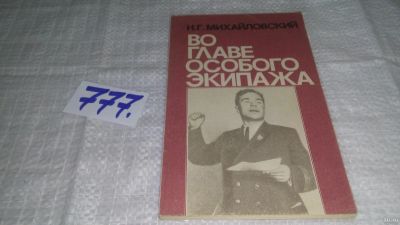 777.
Н.Г. МИХАЙЛОВСКИЙ
ВО
ГЛАВЕ
ОСОБОГО
ЭКИПАЖА